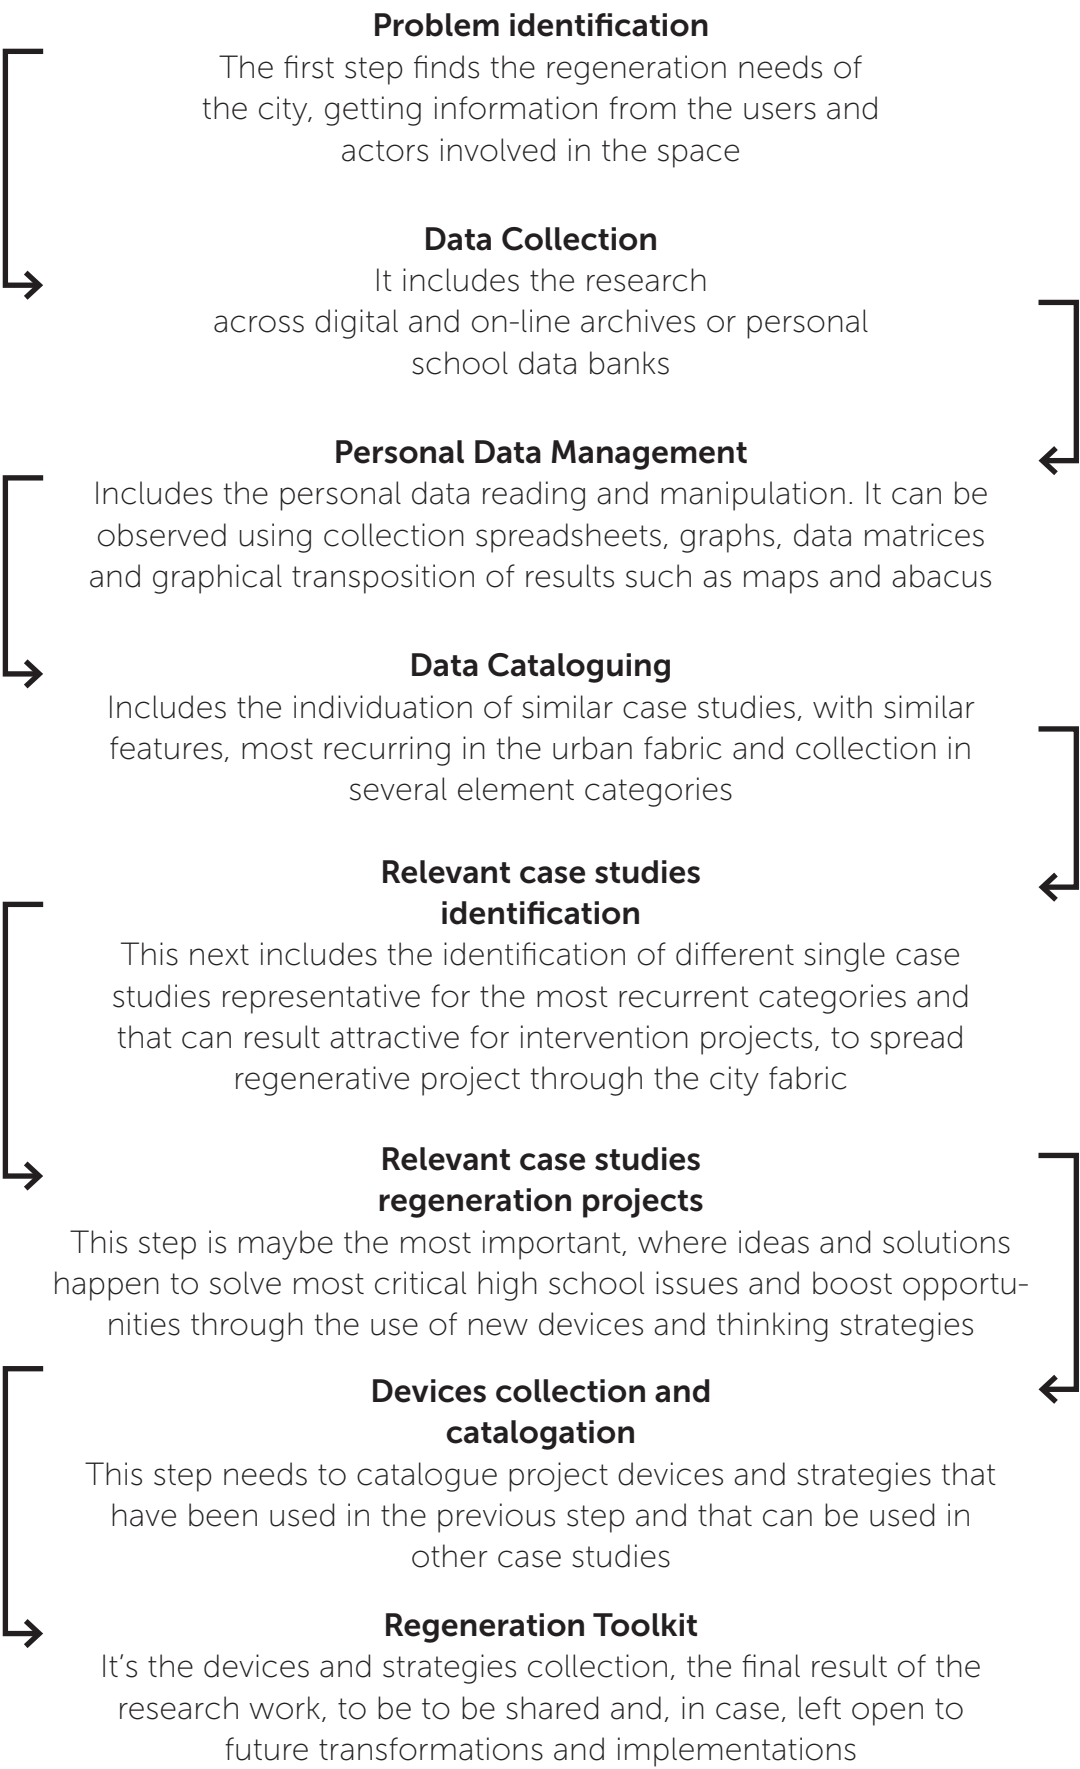 Problem identification
The first step finds the regeneration needs of
the city, getting information from the users and
actors involved in the space
Data Collection
It includes the research
across digital and on-line archives or personal
school data banks
Personal Data Management
Includes the personal data reading and manipulation. It can be
observed using collection spreadsheets, graphs, data matrices
and graphical transposition of results such as maps and abacus
Data Cataloguing
Includes the individuation of similar case studies, with similar
features, most recurring in the urban fabric and collection in
several element categories
Relevant case studies
identification
This next includes the identification of different single case
studies representative for the most recurrent categories and
that can result attractive for intervention projects, to spread
regenerative project through the city fabric
Relevant case studies
regeneration projects
This step is maybe the most important, where ideas and solutions
happen to solve most critical high school issues and boost opportu-
nities through the use of new devices and thinking strategies
Devices collection and
catalogation
This step needs to catalogue project devices and strategies that
have been used in the previous step and that can be used in
other case studies
Regeneration Toolkit
It’s the devices and strategies collection, the final result of the
research work, to be to be shared and, in case, left open to
future transformations and implementations